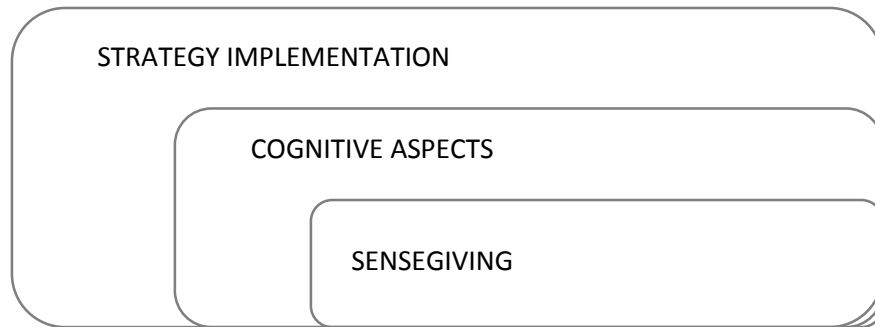 STRATEGY IMPLEMENTATION
COGNITIVE ASPECTS
SENSEGIVING